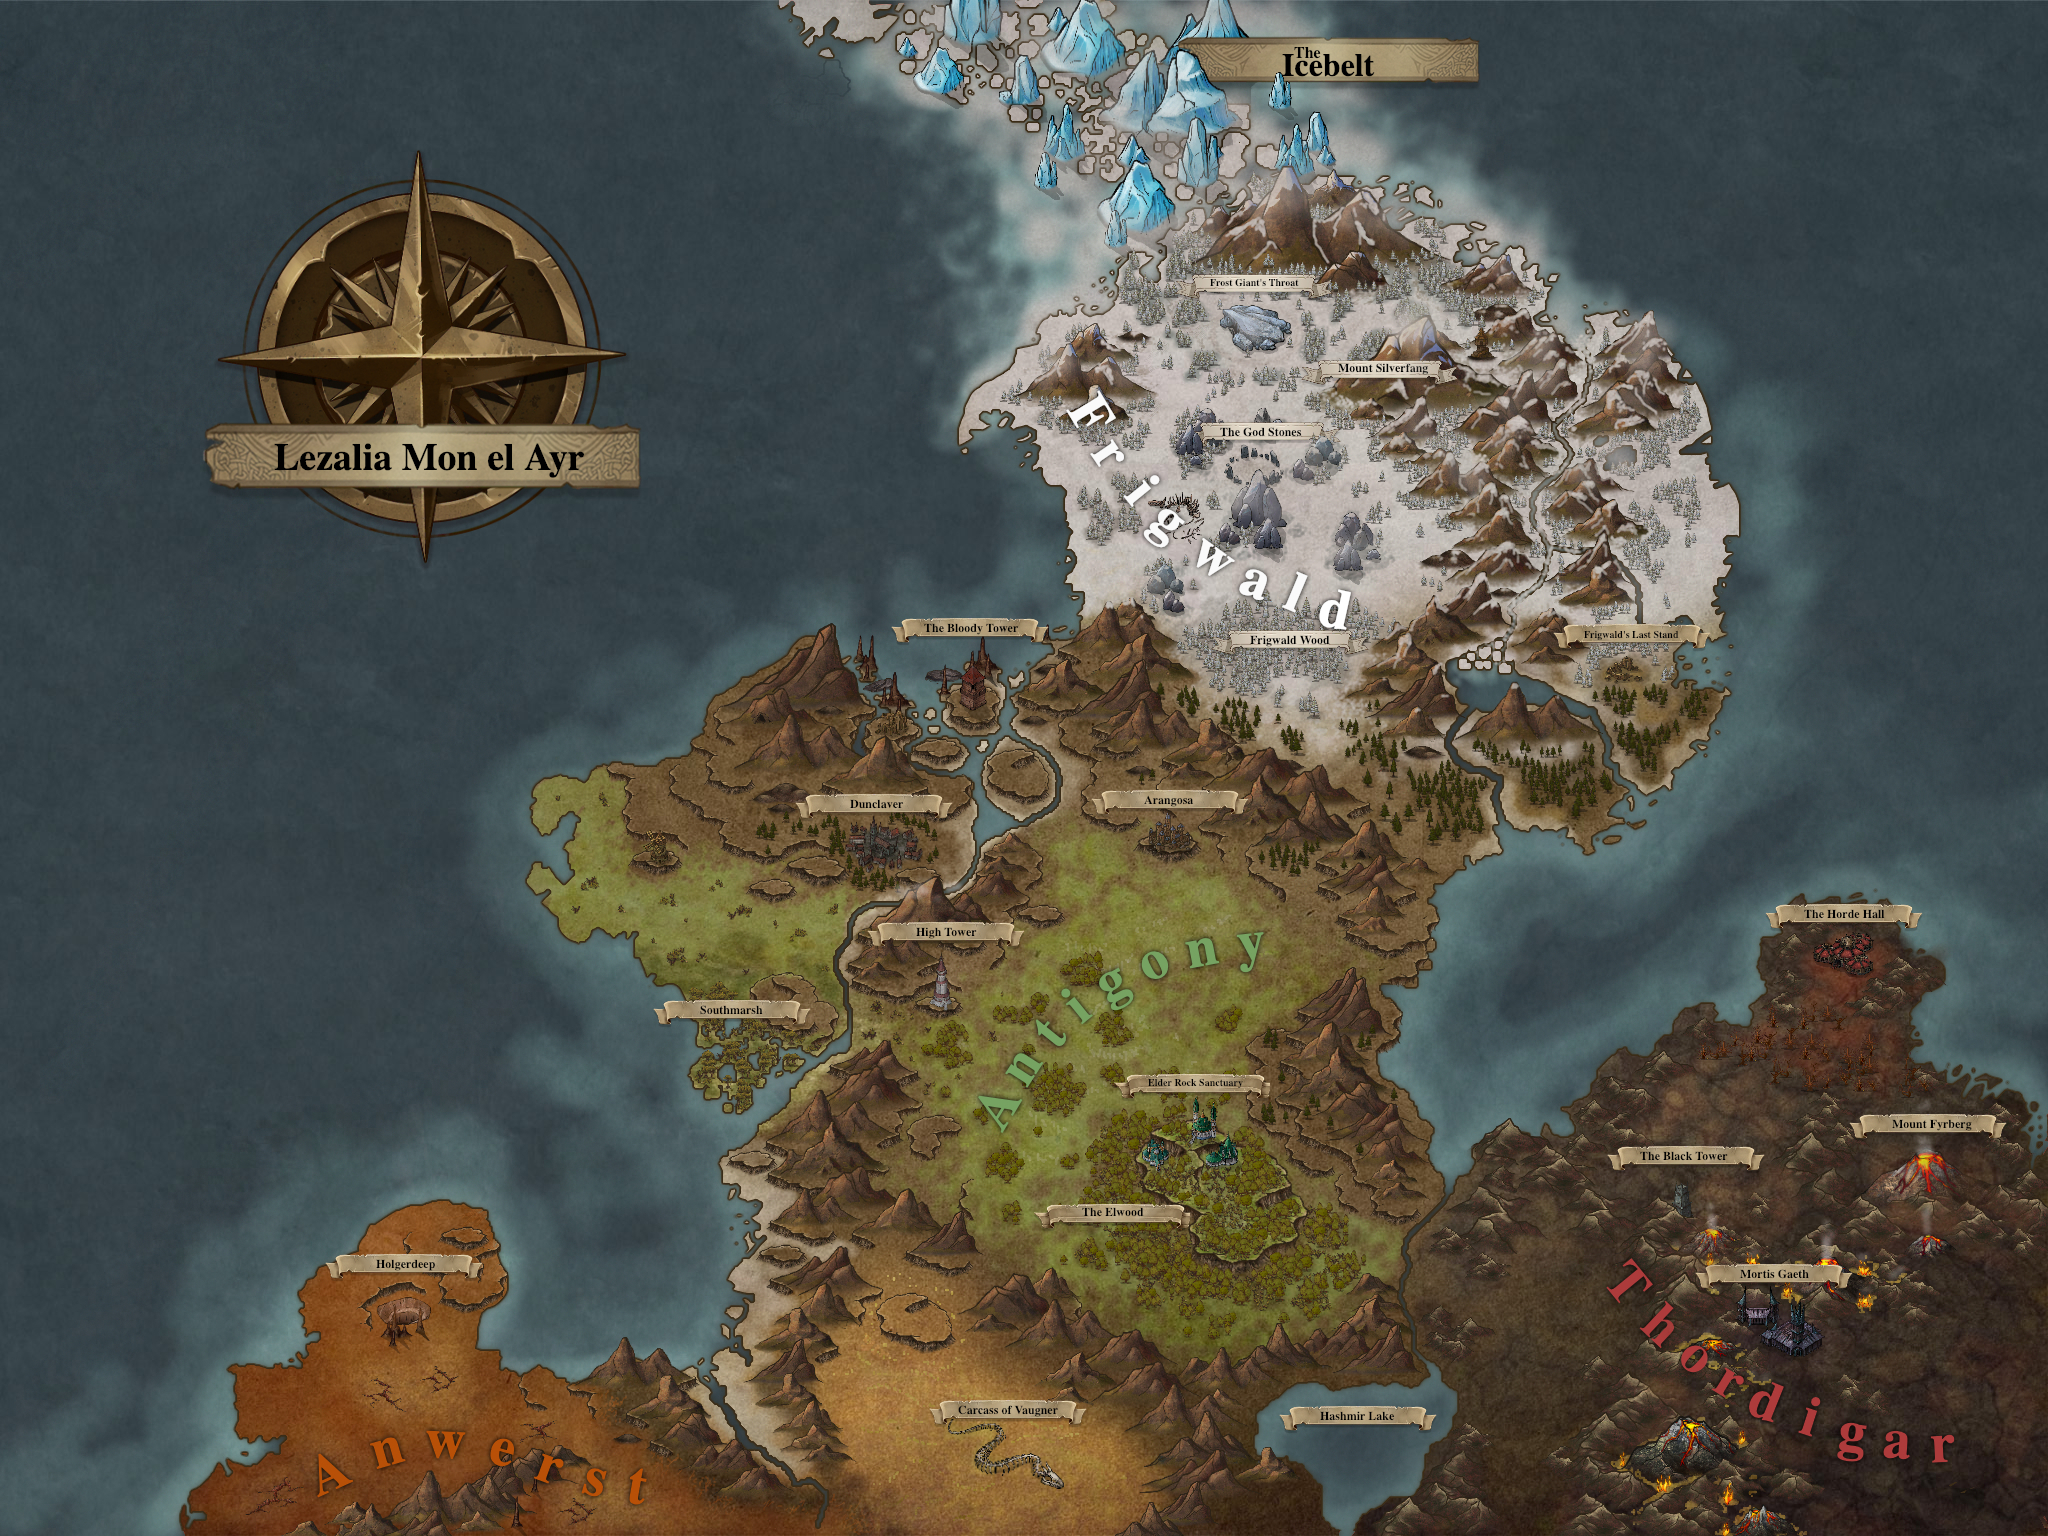 The
Icebelt
Frost Giant's Throat
Mount Silverfang
The God Stones
Lezalia Mon el Ayr
Frigwald
The Bloody Tower
Frigwald Wood
Frigwald's Last Stand
Dunclaver
Arangosa
The Horde Hall
High Tower
Antigony
Southmarsh
Elder Rock Sanctuary
Mount Fyrberg
The Black Tower
The Elwood
Holgerdeep
Mortis Gaeth
Thordigar
Carcass of Vaugner
Hashmir Lake
Anwerst